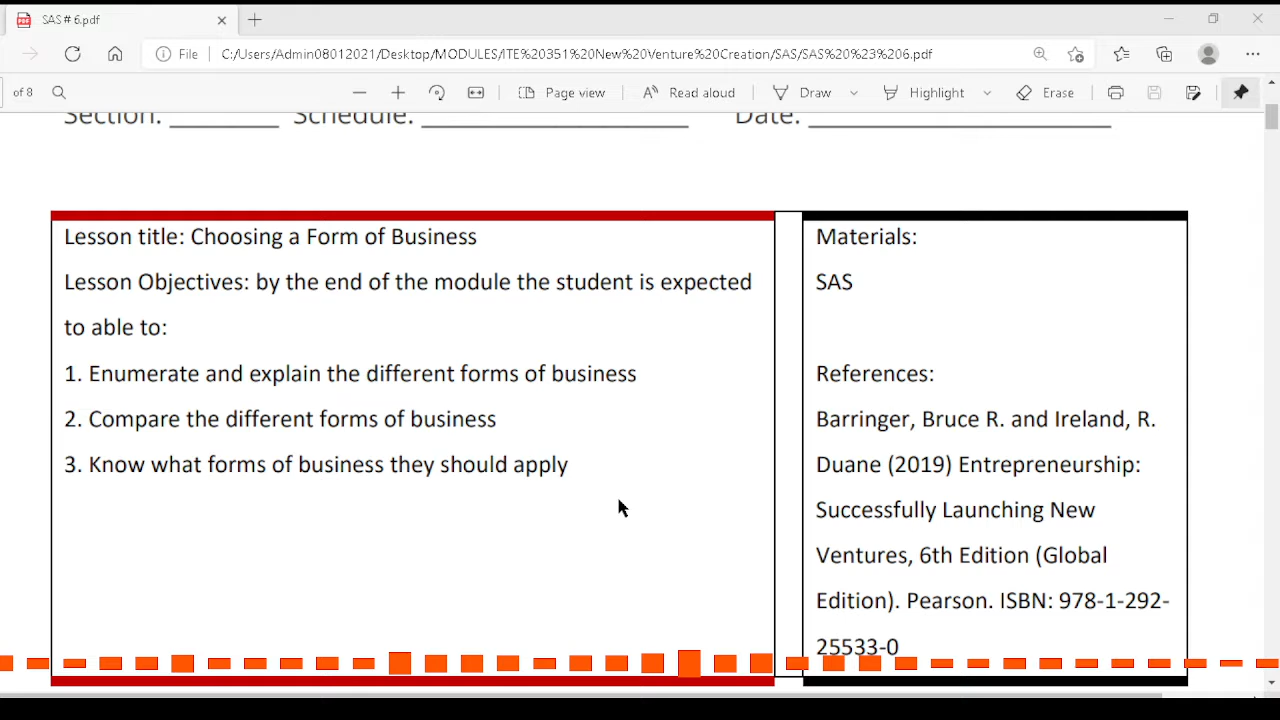 SAS # 6.pdf
File C:/Users/Admin08012021/Desktop/MODULES/ITE%20351%20New%20Venture%20Creation/SAS/SAS%20%23%206.pdf
of 8 Page view Read aloud Draw Highlight Erase
Section: ________ Schedule: ____________________ Date: ______________________
Lesson title: Choosing a Form of Business
Lesson Objectives: by the end of the module the student is expected
to able to:
1. Enumerate and explain the different forms of business
2. Compare the different forms of business
3. Know what forms of business they should apply
Materials:
SAS
References:
Barringer, Bruce R. and Ireland, R.
Duane (2019) Entrepreneurship:
Successfully Launching New
Ventures, 6th Edition (Global
Edition). Pearson. ISBN: 978-1-292-
25533-0